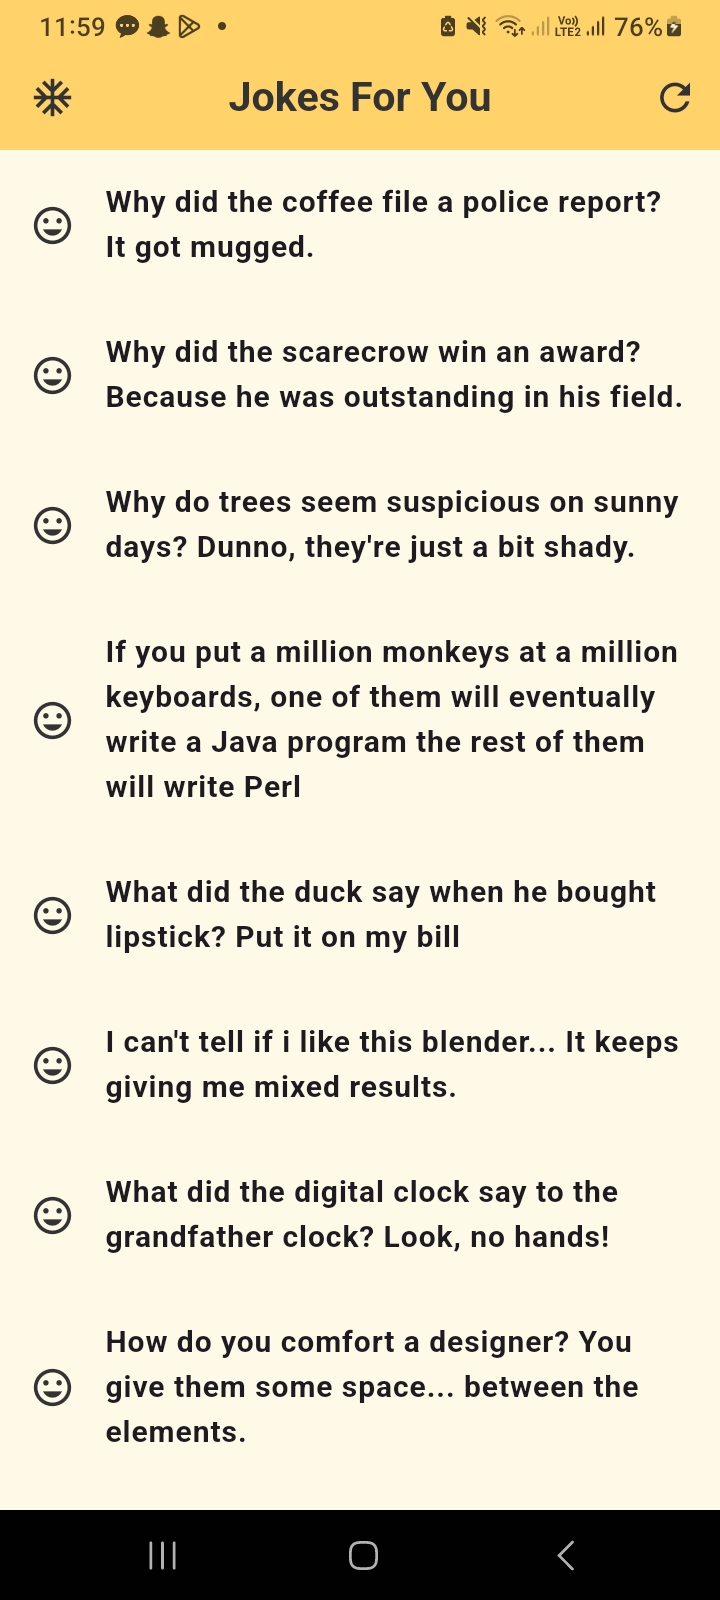 11:59
Vo)) LTE2
76%
Jokes For You
Why did the coffee file a police report?
It got mugged.
Why did the scarecrow win an award?
Because he was outstanding in his field.
Why do trees seem suspicious on sunny
days? Dunno, they're just a bit shady.
If you put a million monkeys at a million
keyboards, one of them will eventually
write a Java program the rest of them
will write Perl
What did the duck say when he bought
lipstick? Put it on my bill
I can't tell if i like this blender... It keeps
giving me mixed results.
What did the digital clock say to the
grandfather clock? Look, no hands!
How do you comfort a designer? You
give them some space... between the
elements.